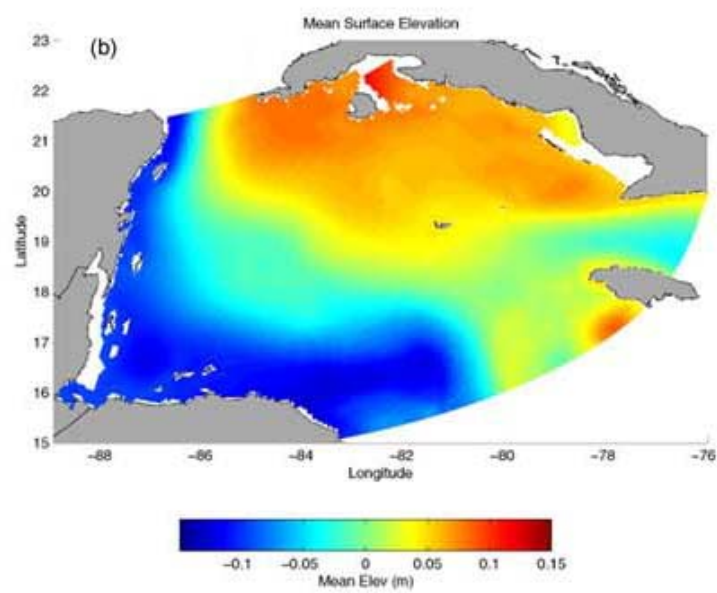 Mean Surface Elevation
(b)
23
22
21
20
19
18
17
16
15
Latitude
−88 −86 −84 −82 −80 −78 −76
Longitude
−0.1 −0.05 0 0.05 0.1 0.15
Mean Elev (m)